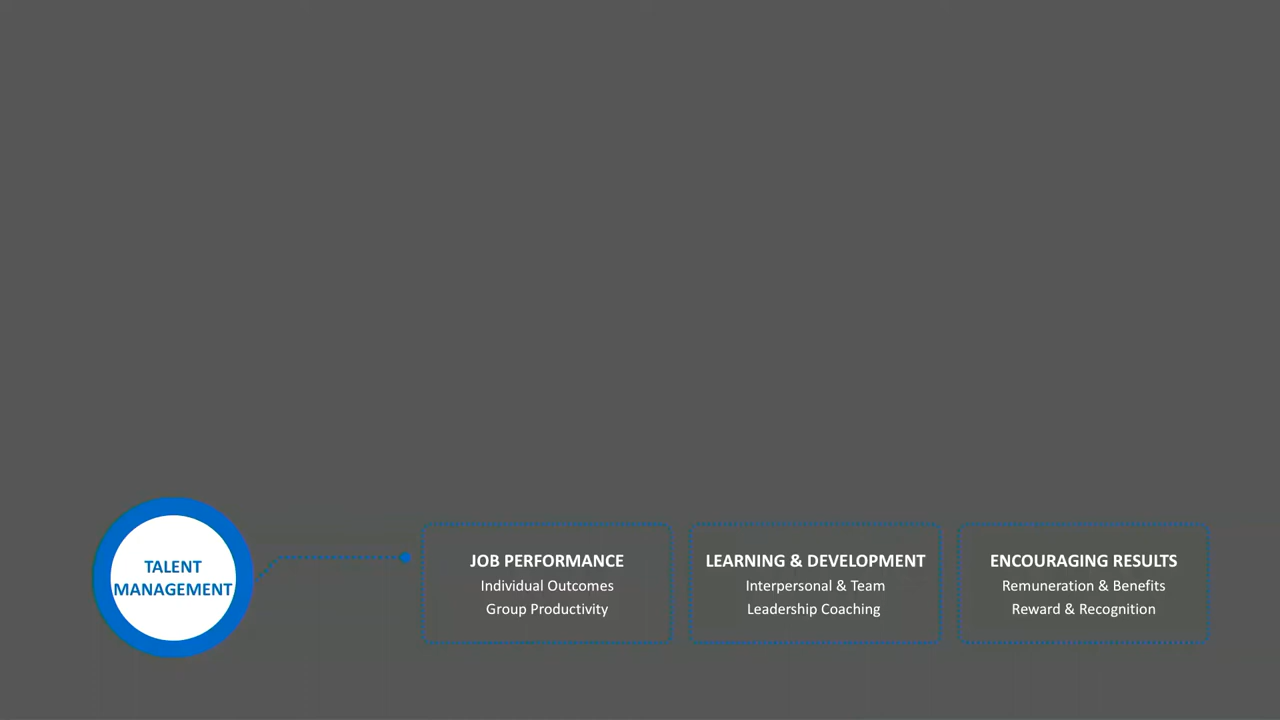 TALENT
MANAGEMENT
JOB PERFORMANCE
Individual Outcomes
Group Productivity
LEARNING & DEVELOPMENT
Interpersonal & Team
Leadership Coaching
ENCOURAGING RESULTS
Remuneration & Benefits
Reward & Recognition